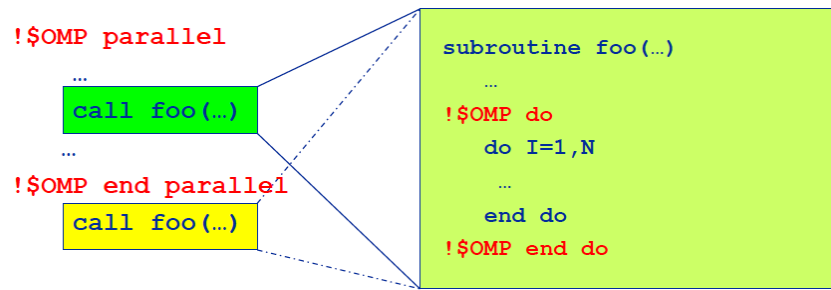 !$OMP parallel
…
call foo(…)
…
!$OMP end parallel
call foo(…)
subroutine foo(…)
…
!$OMP do
do I=1,N
…
end do
!$OMP end do